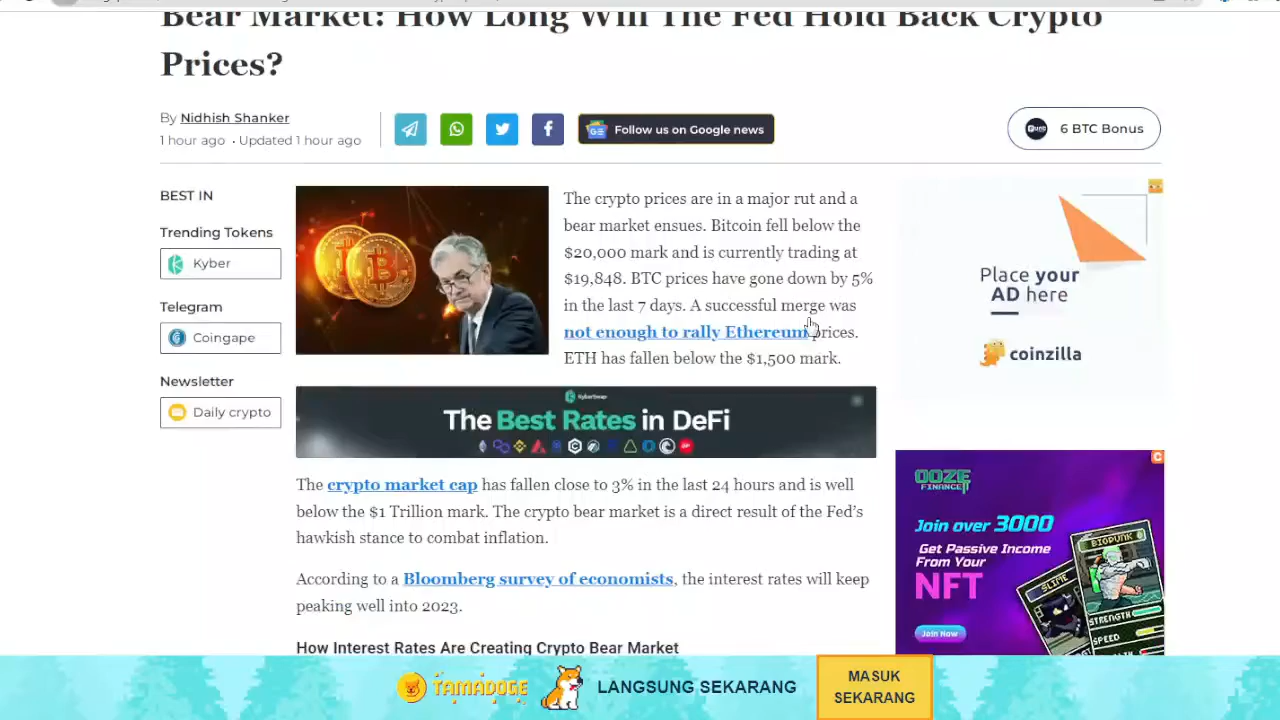 Bear Market: How Long Will The Fed Hold Back Crypto
Prices?
By Nidhish Shanker
1 hour ago • Updated 1 hour ago
Follow us on Google news
6 BTC Bonus
BEST IN
Trending Tokens
Kyber
Telegram
Coingape
Newsletter
Daily crypto
The crypto prices are in a major rut and a
bear market ensues. Bitcoin fell below the
$20,000 mark and is currently trading at
$19,848. BTC prices have gone down by 5%
in the last 7 days. A successful merge was
not enough to rally Ethereum prices.
ETH has fallen below the $1,500 mark.
KyberSwap
The Best Rates in DeFi
The crypto market cap has fallen close to 3% in the last 24 hours and is well
below the $1 Trillion mark. The crypto bear market is a direct result of the Fed's
hawkish stance to combat inflation.
According to a Bloomberg survey of economists, the interest rates will keep
peaking well into 2023.
How Interest Rates Are Creating Crypto Bear Market
Place your
AD here
coinzilla
OOZE
FINANCE
Join over 3000
Get Passive Income
From Your
NFT
Join Now
SLIME
BIOPUNK
STRENGTH
SPEED
TAMADOGE
LANGSUNG SEKARANG
MASUK
SEKARANG